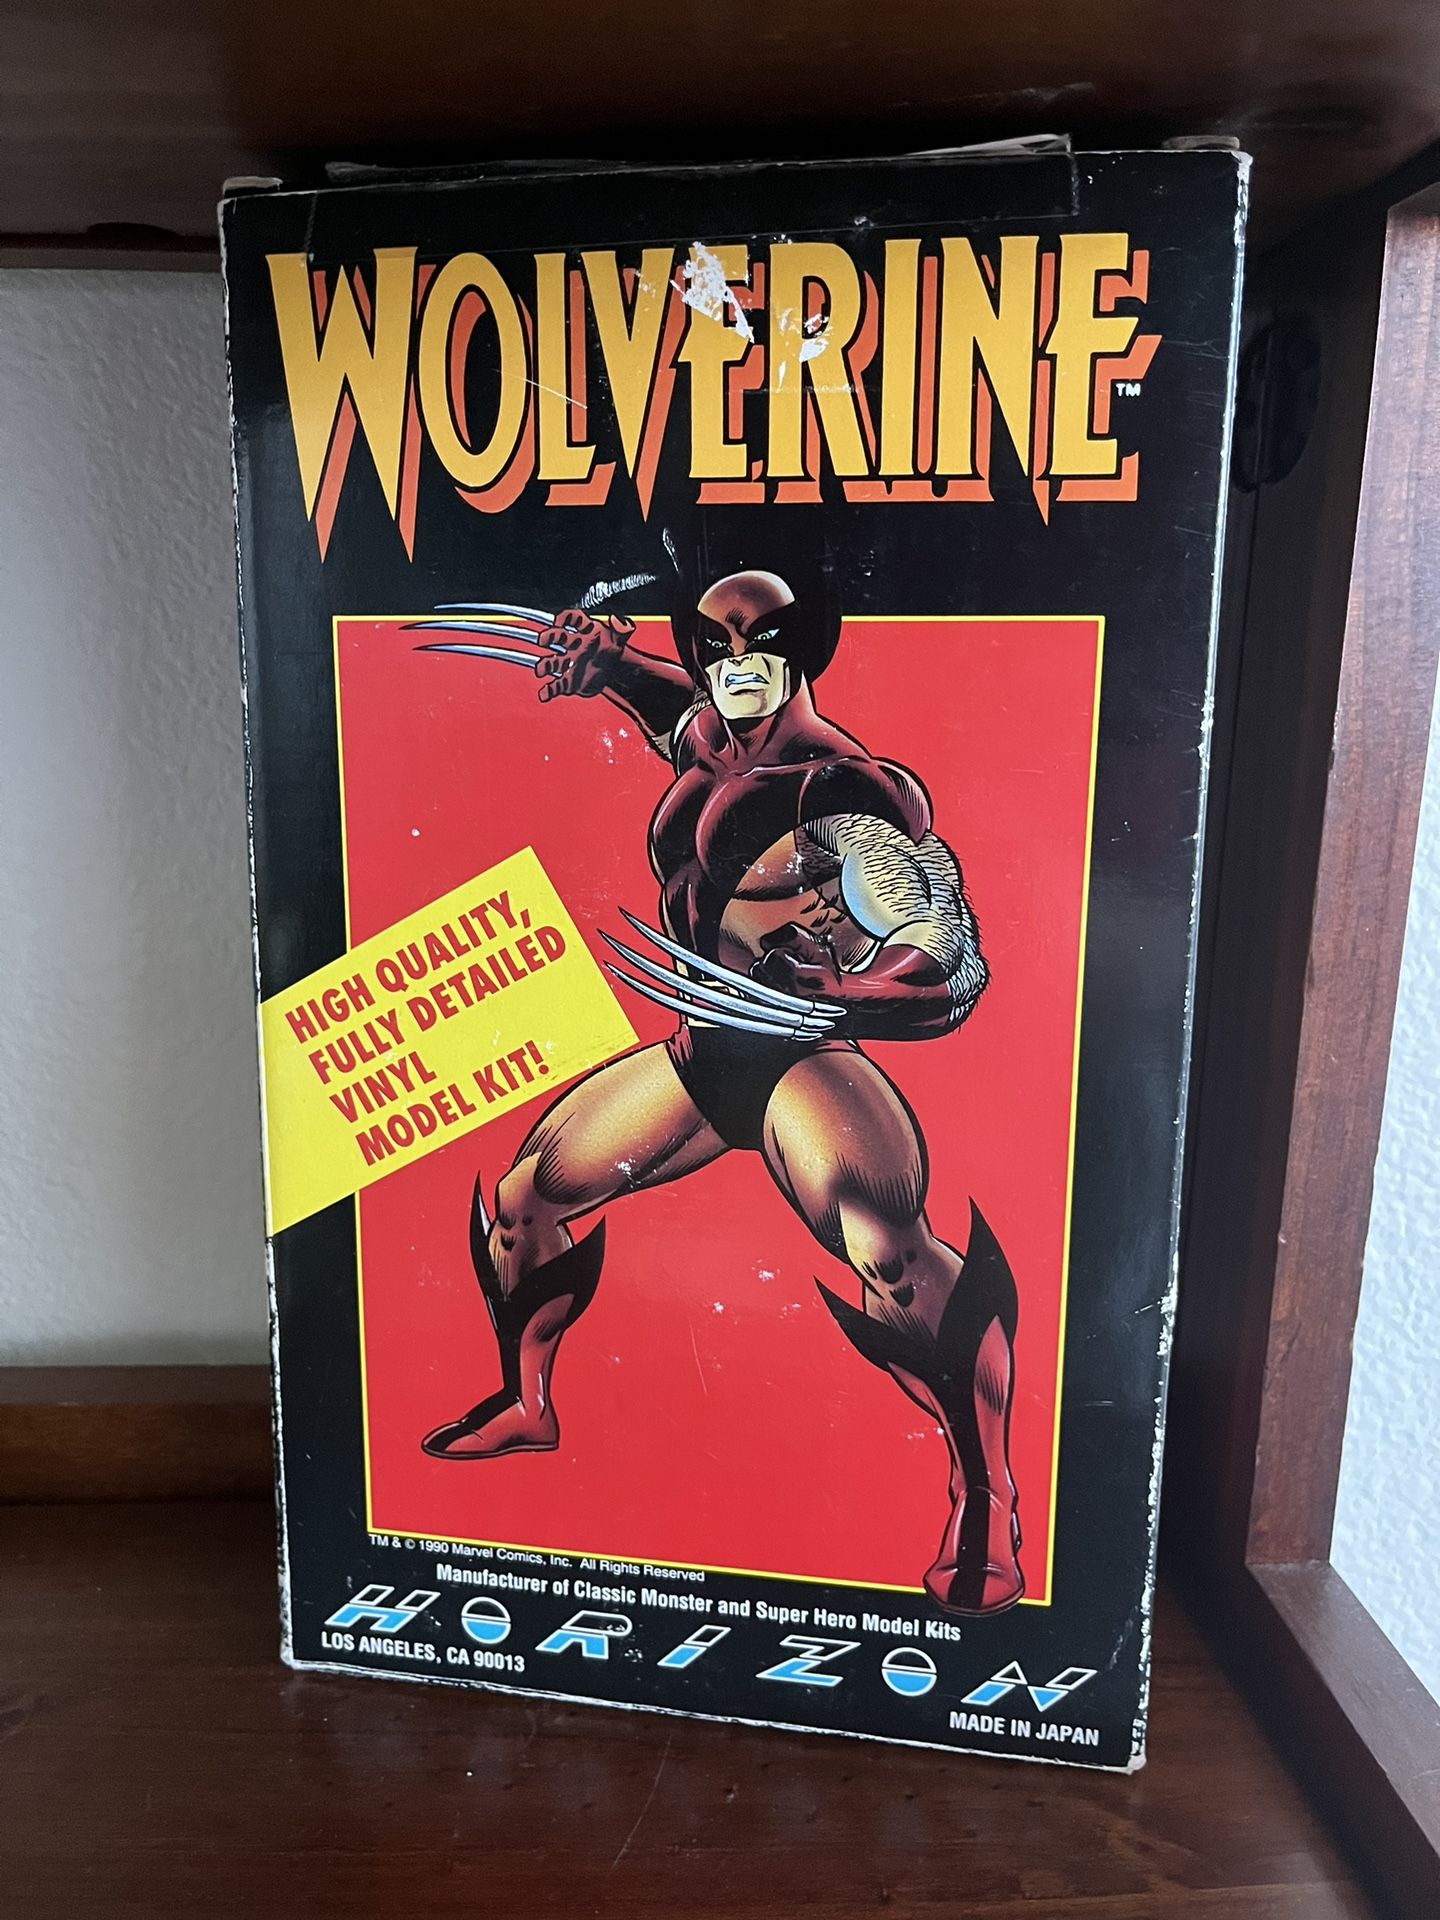 WOLVERINE™
HIGH QUALITY,
FULLY DETAILED
VINYL
MODEL KIT!
TM & © 1990 Marvel Comics, Inc. All Rights Reserved
Manufacturer of Classic Monster and Super Hero Model Kits
HORIZON
LOS ANGELES, CA 90013
MADE IN JAPAN